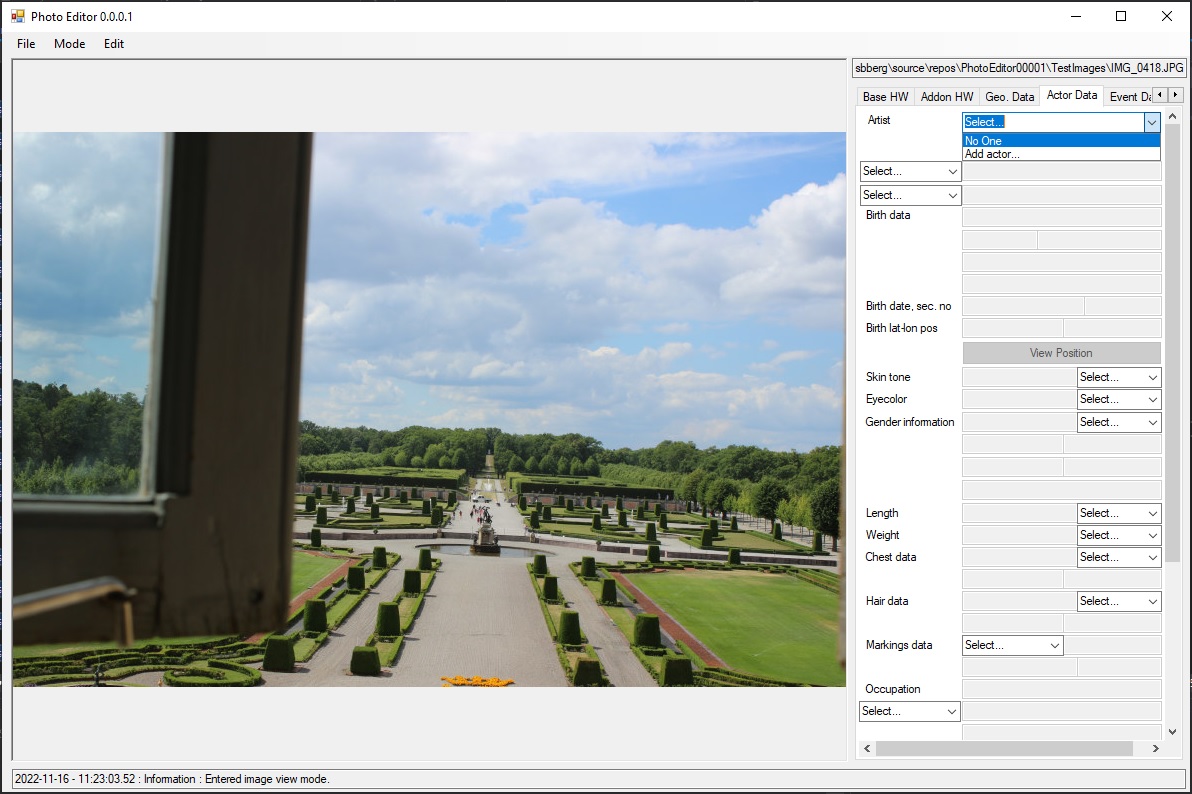 Photo Editor 0.0.0.1
File Mode Edit
sbberg\source\repos\PhotoEditor00001\TestImages\IMG_0418.JPG
Base HW Addon HW Geo. Data Actor Data Event Da
Artist Select...
No One
Add actor...
Select...
Select...
Birth data
Birth date, sec. no
Birth lat-lon pos
View Position
Skin tone Select...
Eyecolor Select...
Gender information Select...
Length Select...
Weight Select...
Chest data Select...
Hair data Select...
Markings data Select...
Occupation
Select...
2022-11-16 - 11:23:03.52 : Information : Entered image view mode.